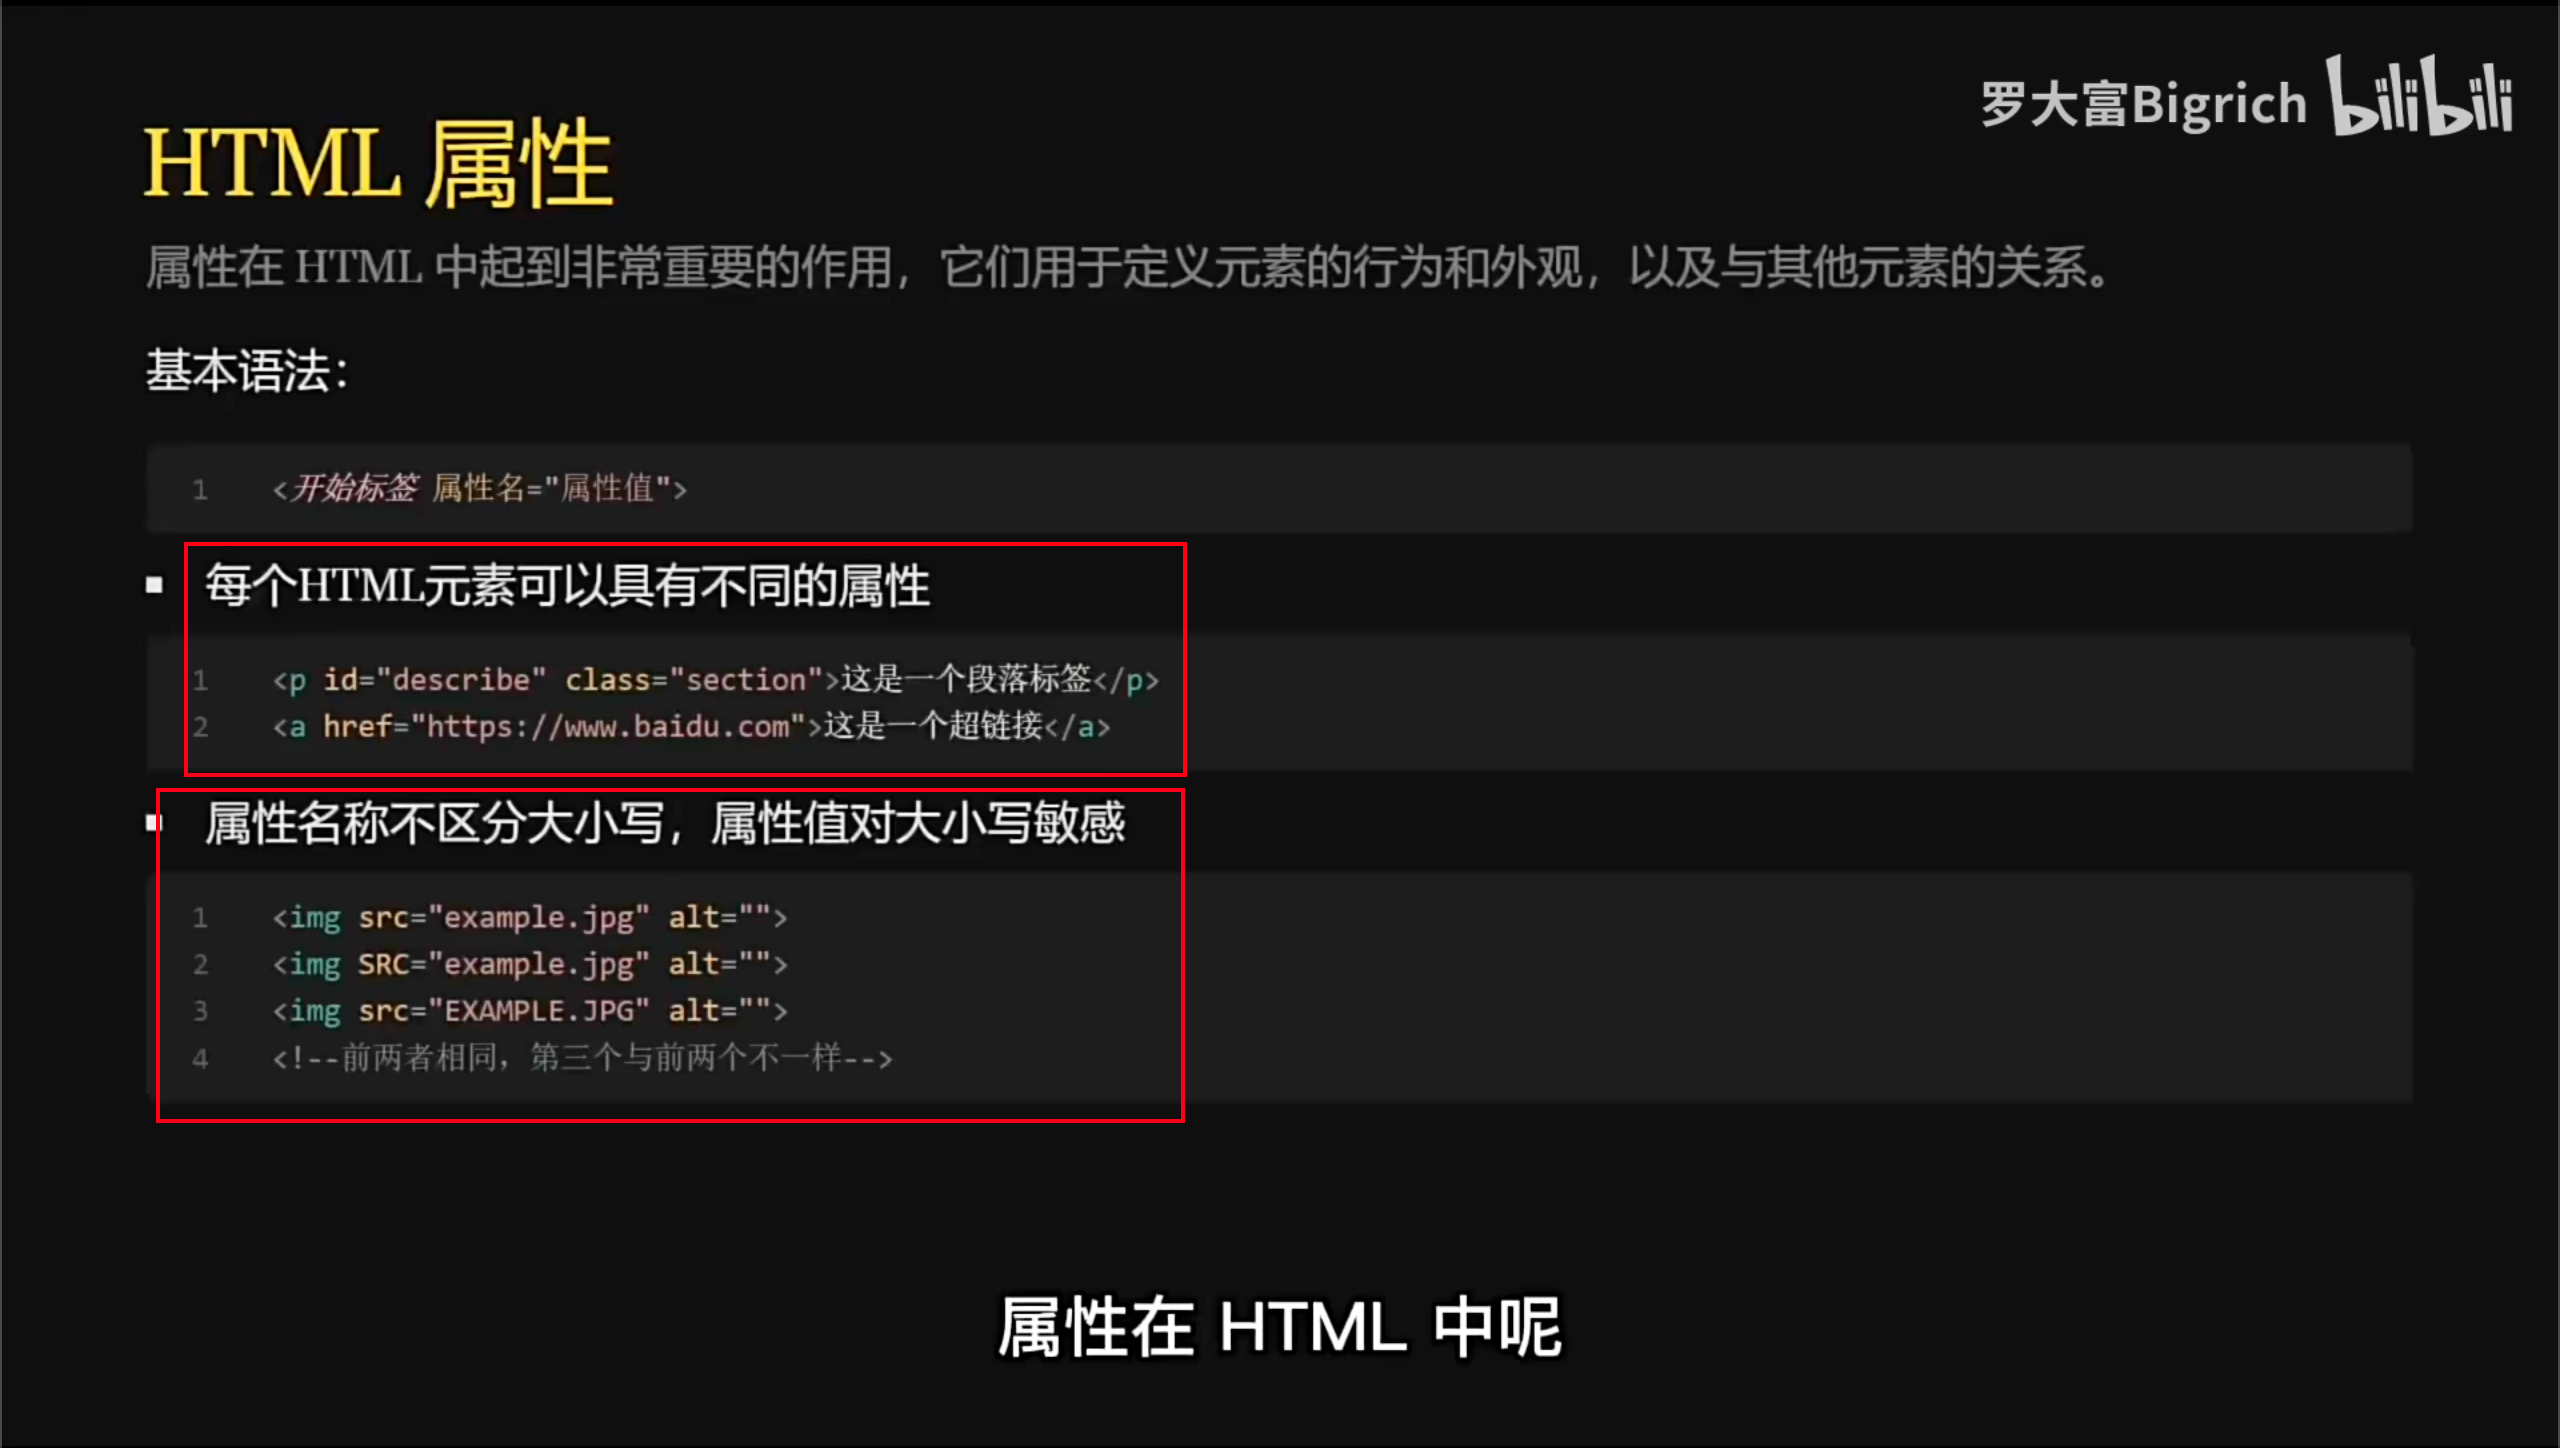 罗大富Bigrich bilibili
HTML 属性
属性在 HTML 中起到非常重要的作用，它们用于定义元素的行为和外观，以及与其他元素的关系。
基本语法：
1 <开始标签 属性名="属性值">
▪ 每个HTML元素可以具有不同的属性
1 <p id="describe" class="section">这是一个段落标签</p>
2 <a href="https://www.baidu.com">这是一个超链接</a>
▪ 属性名称不区分大小写，属性值对大小写敏感
1 <img src="example.jpg" alt="">
2 <img SRC="example.jpg" alt="">
3 <img src="EXAMPLE.JPG" alt="">
4 <!--前两者相同，第三个与前两个不一样-->
属性在 HTML 中呢